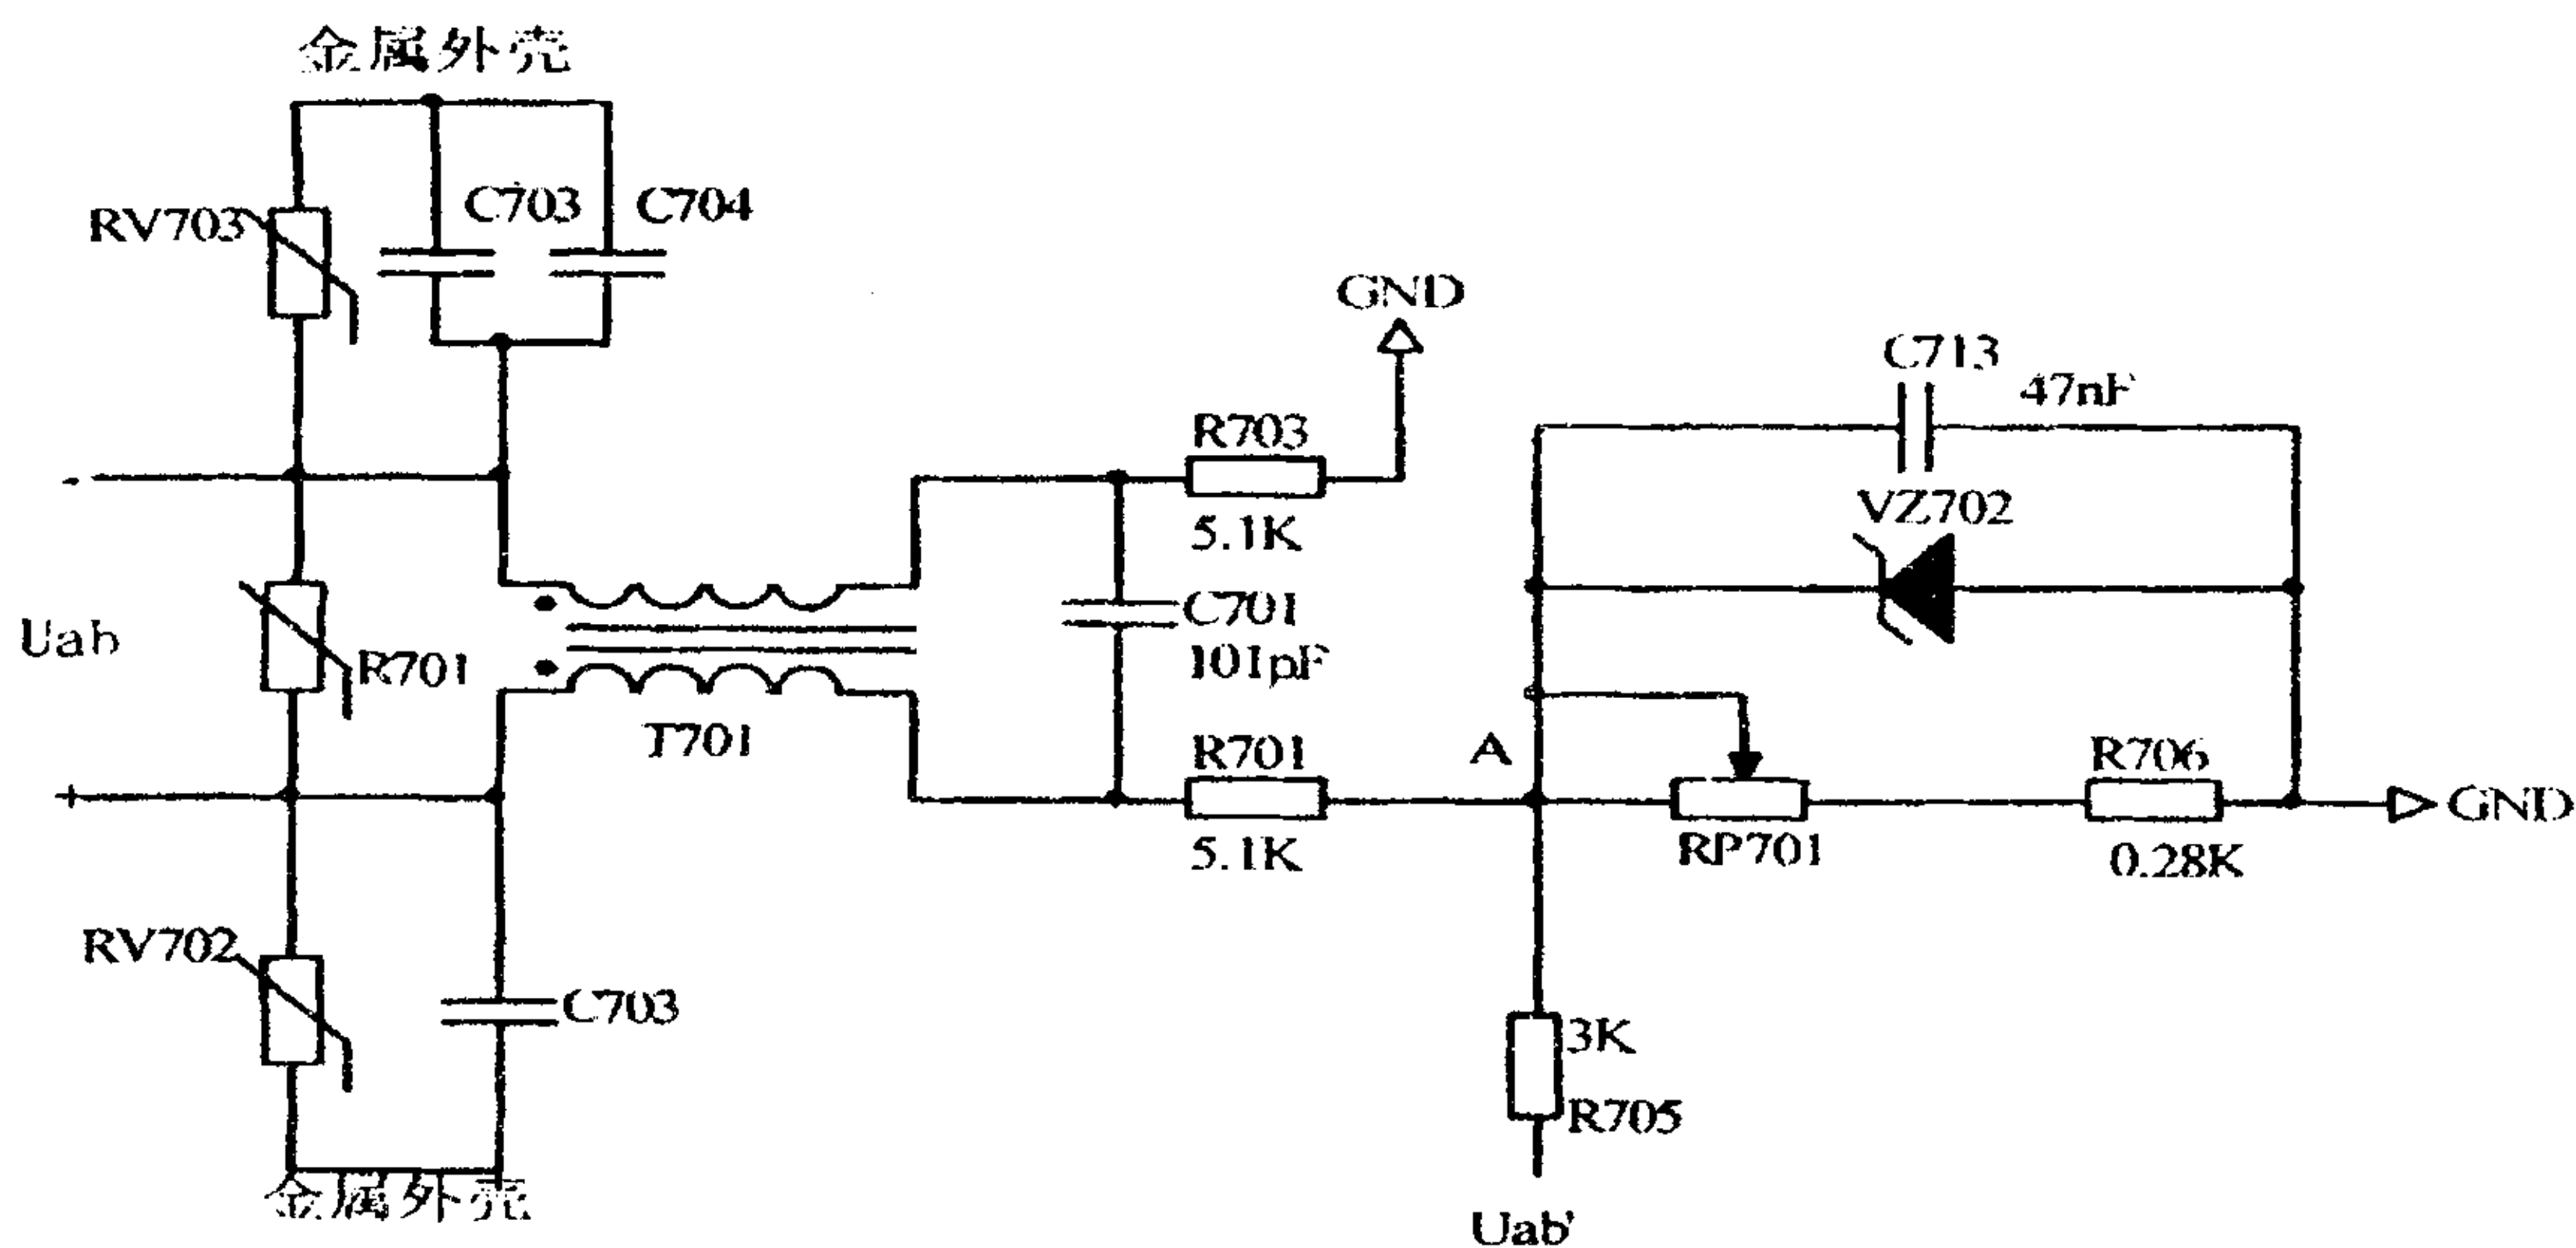 金属外壳
RV703
C703
C704
GND
C713
47nF
R703
VZ702
5.1K
-
Uab
R701
C701
101pF
T701
R701
A
R706
+
5.1K
RP701
GND
0.28K
RV702
C703
3K
R705
金属外壳
Uab'